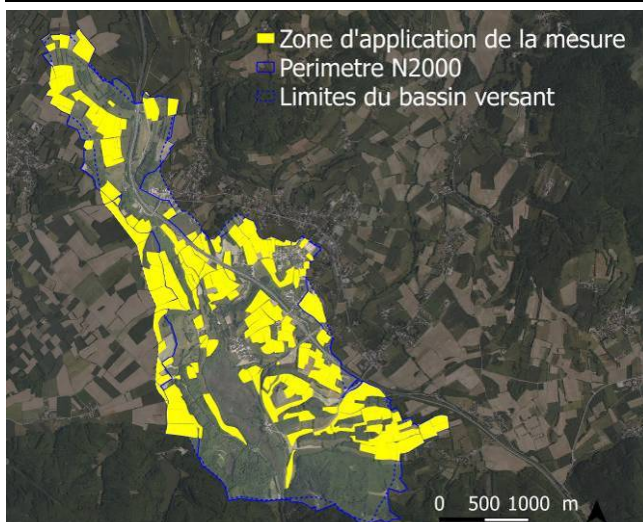 Zone d'application de la mesure
Perimetre N2000
Limites du bassin versant
0 500 1000 m